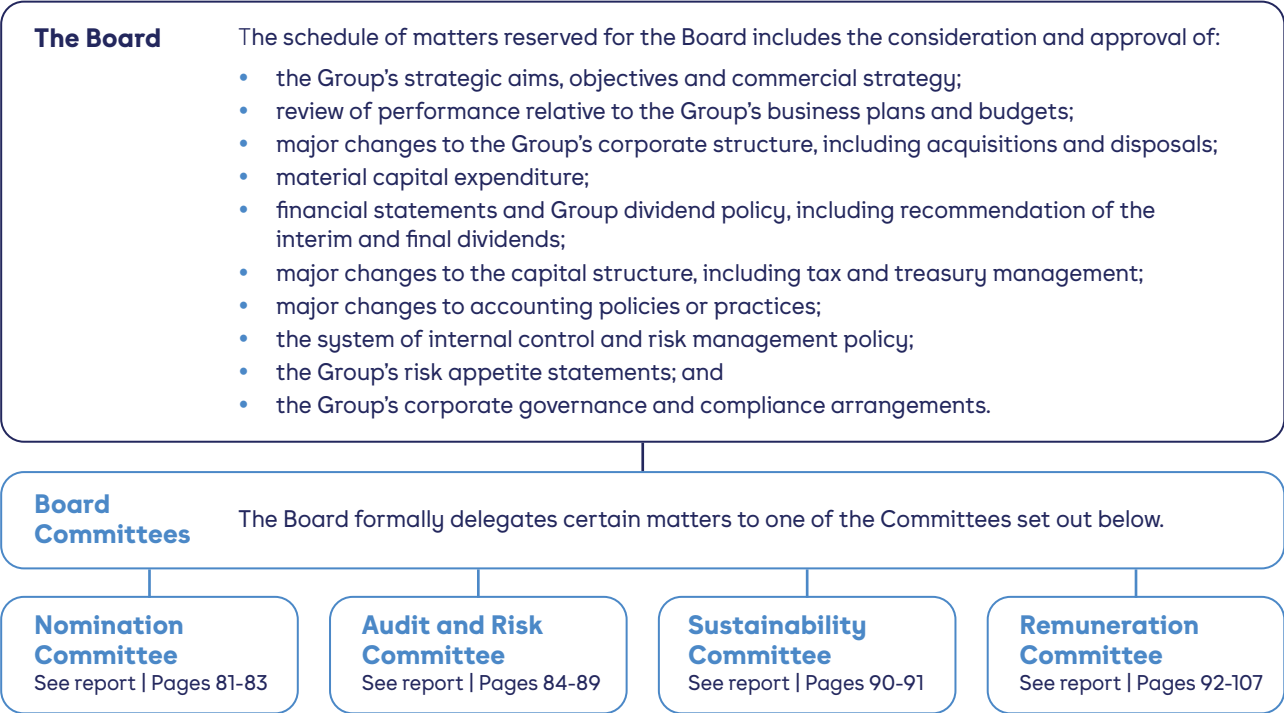 The Board
The schedule of matters reserved for the Board includes the consideration and approval of:
• the Group's strategic aims, objectives and commercial strategy;
• review of performance relative to the Group's business plans and budgets;
• major changes to the Group's corporate structure, including acquisitions and disposals;
• material capital expenditure;
• financial statements and Group dividend policy, including recommendation of the
interim and final dividends;
• major changes to the capital structure, including tax and treasury management;
• major changes to accounting policies or practices;
• the system of internal control and risk management policy;
• the Group's risk appetite statements; and
• the Group's corporate governance and compliance arrangements.
Board
Committees
The Board formally delegates certain matters to one of the Committees set out below.
Nomination
Committee
See report | Pages 81-83
Audit and Risk
Committee
See report | Pages 84-89
Sustainability
Committee
See report | Pages 90-91
Remuneration
Committee
See report | Pages 92-107